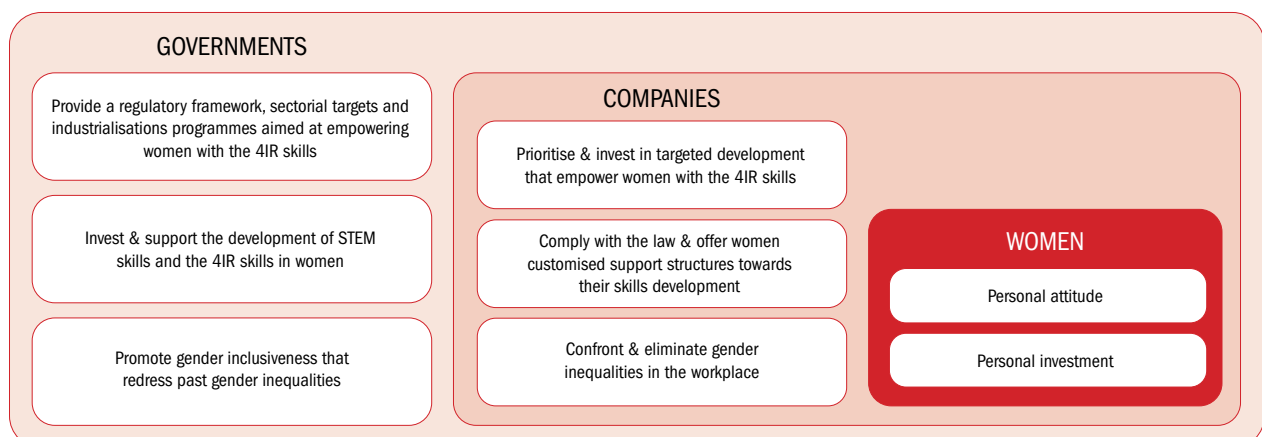 GOVERNMENTS
Provide a regulatory framework, sectorial targets and
industrialisations programmes aimed at empowering
women with the 4IR skills
Invest & support the development of STEM
skills and the 4IR skills in women
Promote gender inclusiveness that
redress past gender inequalities
COMPANIES
Prioritise & invest in targeted development
that empower women with the 4IR skills
Comply with the law & offer women
customised support structures towards
their skills development
Confront & eliminate gender
inequalities in the workplace
WOMEN
Personal attitude
Personal investment